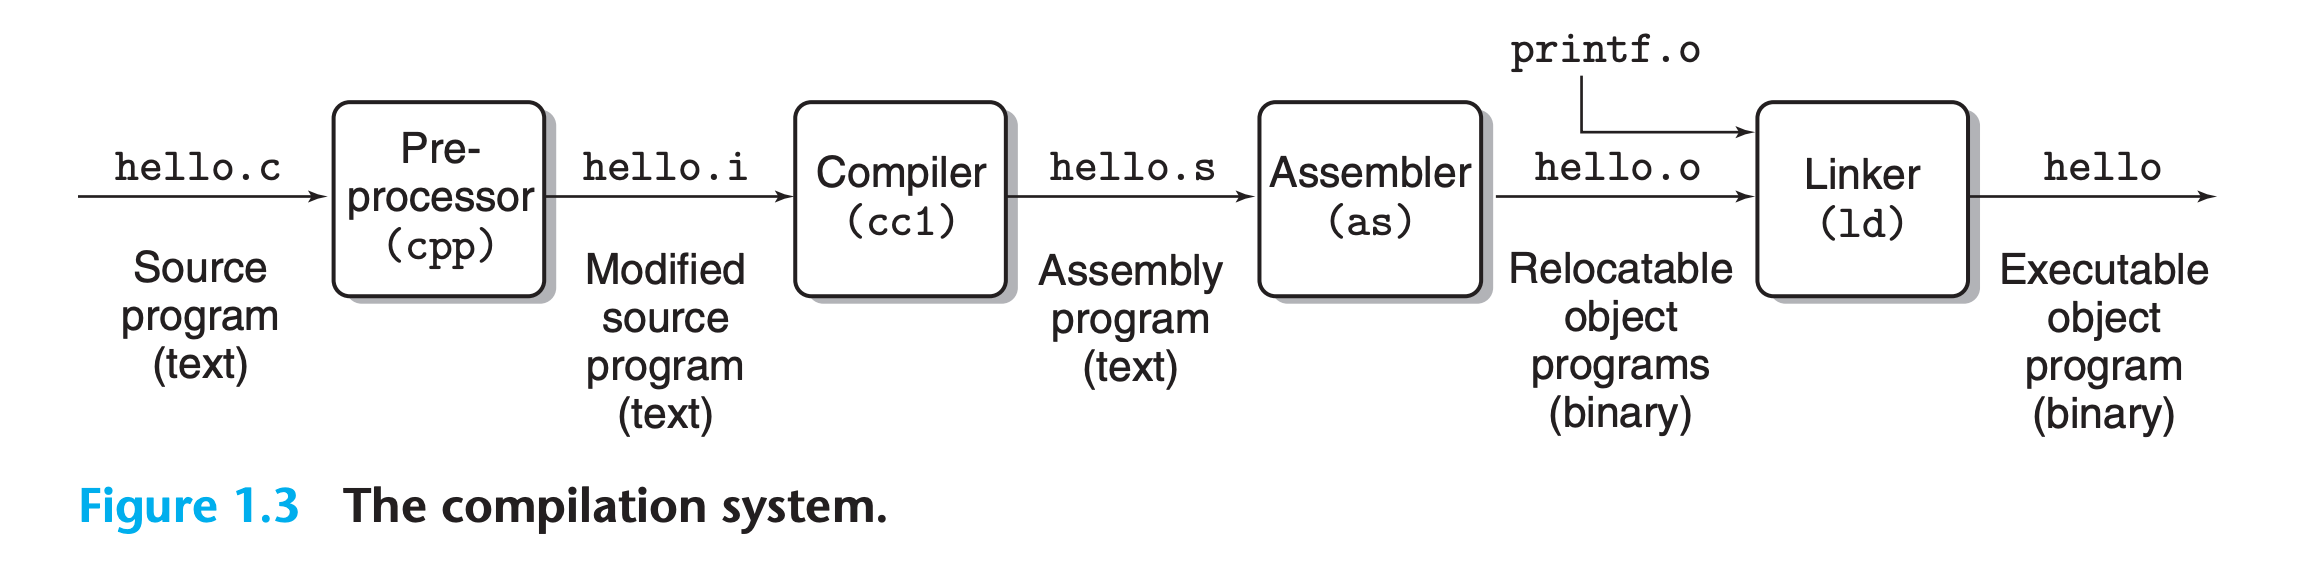 printf.o
hello.c
Pre-
processor
(cpp)
hello.i
Compiler
(cc1)
hello.s
Assembler
(as)
hello.o
Linker
(ld)
hello
Source
program
(text)
Modified
source
program
(text)
Assembly
program
(text)
Relocatable
object
programs
(binary)
Executable
object
program
(binary)
Figure 1.3 The compilation system.